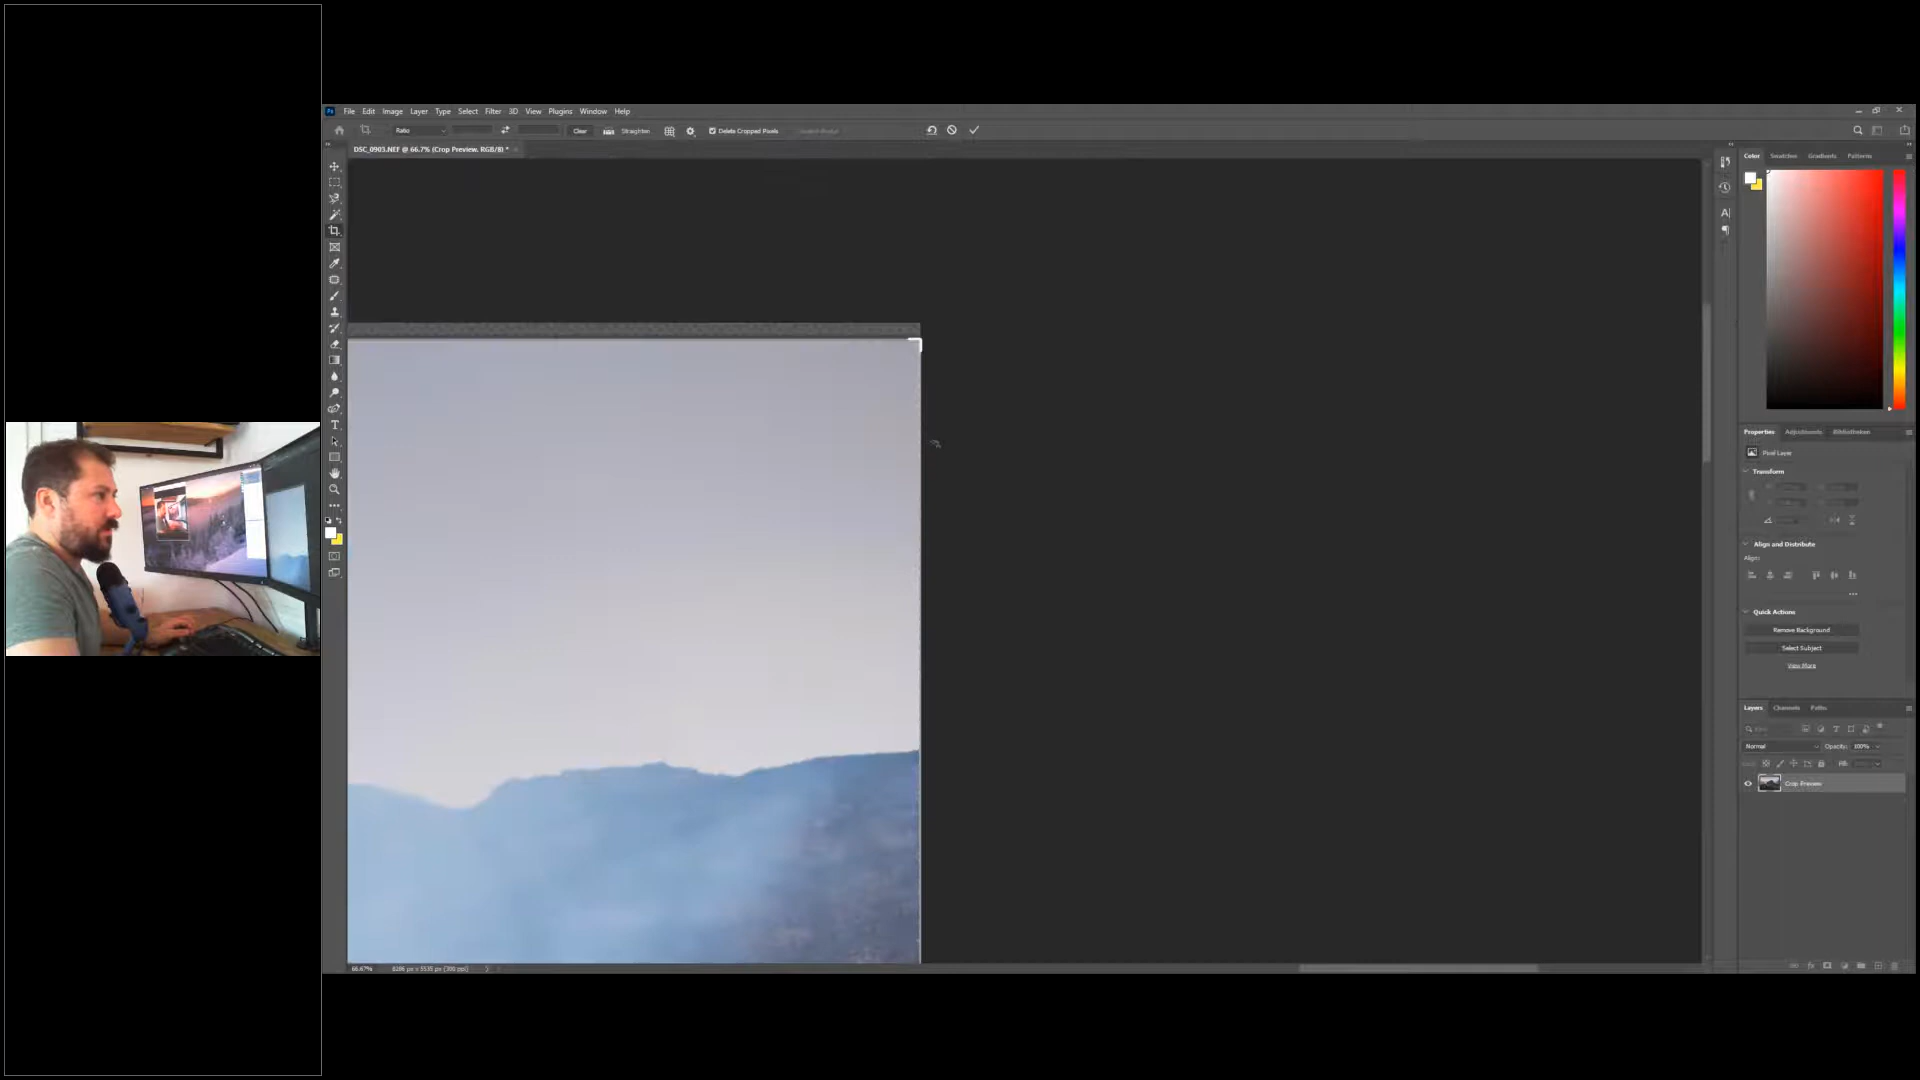 Ps File Edit Image Layer Type Select Filter 3D View Plugins Window Help
Ratio Clear Straighten Delete Cropped Pixels
DSC_0903.NEF @ 66.7% (Crop Preview, RGB/8) *
Color Swatches Gradients Patterns
Properties Adjustments Bibliotheken
Pixel Layer
Transform
Align and Distribute
Align:
Quick Actions
Remove Background
Select Subject
View More
Layers Channels Paths
Normal Opacity: 100%
Fill:
Crop Preview
66.67%